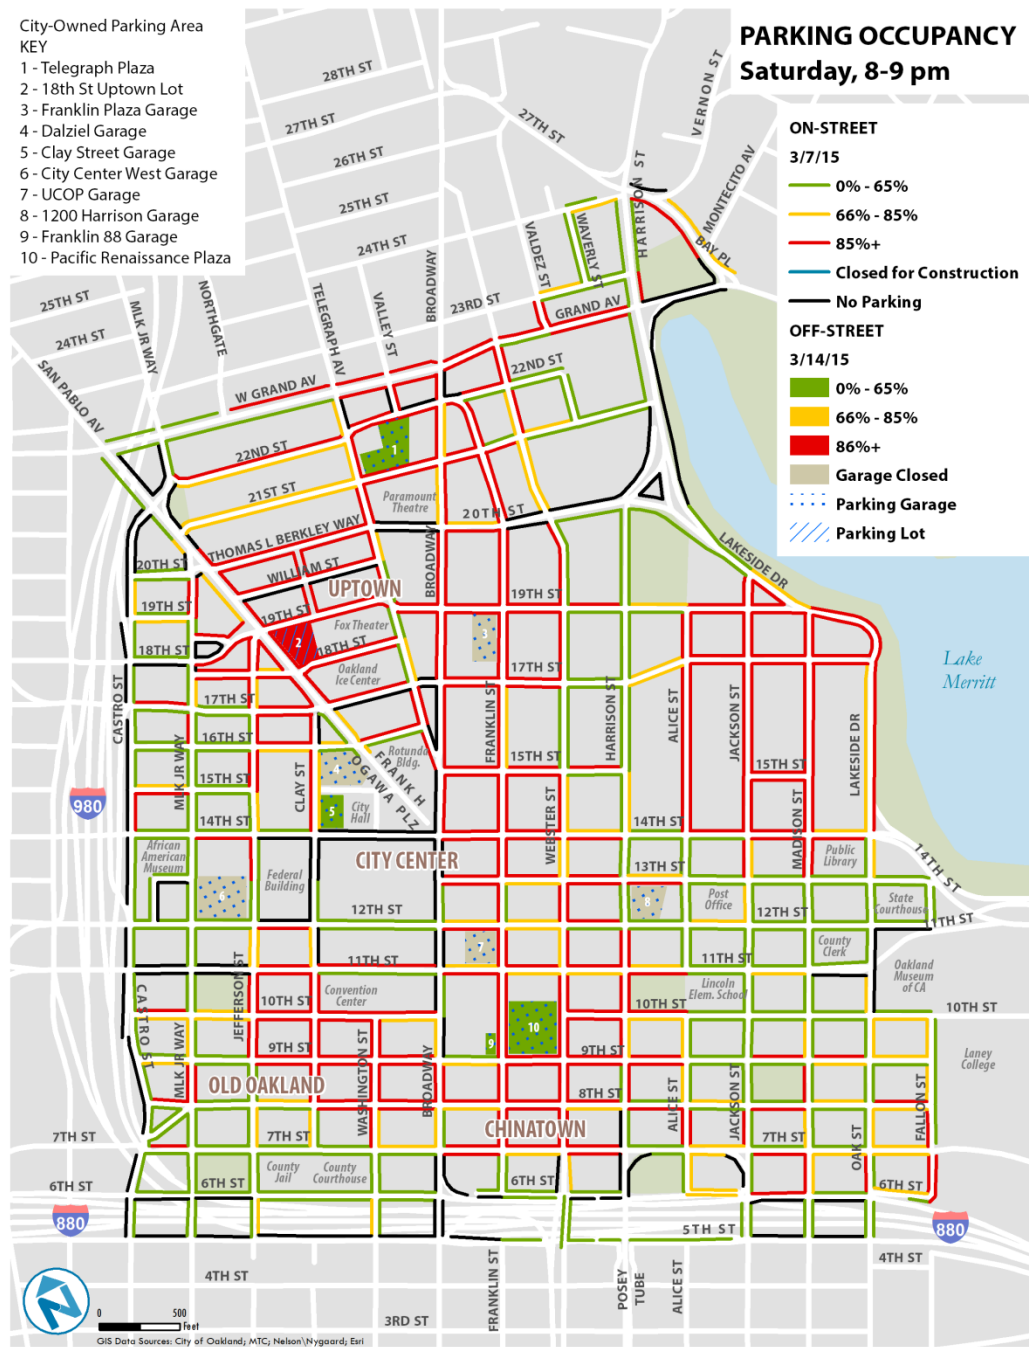 City-Owned Parking Area
KEY
1 - Telegraph Plaza
2 - 18th St Uptown Lot
3 - Franklin Plaza Garage
4 - Dalziel Garage
5 - Clay Street Garage
6 - City Center West Garage
7 - UCOP Garage
8 - 1200 Harrison Garage
9 - Franklin 88 Garage
10 - Pacific Renaissance Plaza
PARKING OCCUPANCY
Saturday, 8-9 pm
ON-STREET
3/7/15
0% - 65%
66% - 85%
85%+
Closed for Construction
No Parking
OFF-STREET
3/14/15
0% - 65%
66% - 85%
86%+
Garage Closed
Parking Garage
Parking Lot
28TH ST
27TH ST
27TH ST
26TH ST
25TH ST
24TH ST
VERNON ST
MONTECITO AV
HARRISON ST
BAY PL
WAVERLY ST
VALDEZ ST
BROADWAY
23RD ST
GRAND AV
25TH ST
24TH ST
MLK JR WAY
NORTHGATE
TELEGRAPH AV
VALLEY ST
SAN PABLO AV
W GRAND AV
22ND ST
22ND ST
21ST ST
1
Paramount
Theatre
20TH ST
THOMAS L BERKLEY WAY
WILLIAM ST
BROADWAY
LAKESIDE DR
20TH ST
UPTOWN
19TH ST
19TH ST
19TH ST
2
Fox Theater
3
18TH ST
18TH ST
Oakland
Ice Center
17TH ST
Lake
Merritt
CASTRO ST
17TH ST
FRANKLIN ST
HARRISON ST
ALICE ST
JACKSON ST
LAKESIDE DR
16TH ST
MLK JR WAY
Rotunda
Bldg.
15TH ST
15TH ST
15TH ST
CLAY ST
4
FRANK H
OGAWA PLZ
980
5
City
Hall
WEBSTER ST
MADISON ST
14TH ST
14TH ST
African
American
Museum
CITY CENTER
Public
Library
14TH ST
13TH ST
Federal
Building
6
8
Post
Office
State
Courthouse
12TH ST
12TH ST
11TH ST
7
County
Clerk
11TH ST
11TH ST
JEFFERSON ST
Oakland
Museum
of CA
CASTRO ST
Convention
Center
Lincoln
Elem. School
10TH ST
10TH ST
10TH ST
10
9
9TH ST
9TH ST
MLK JR WAY
WASHINGTON ST
BROADWAY
Laney
College
OLD OAKLAND
8TH ST
ALICE ST
JACKSON ST
FALLON ST
CHINATOWN
7TH ST
7TH ST
7TH ST
OAK ST
County
Jail
County
Courthouse
6TH ST
6TH ST
6TH ST
6TH ST
880
880
5TH ST
4TH ST
4TH ST
FRANKLIN ST
POSEY
TUBE
ALICE ST
3RD ST
0 500
Feet
GIS Data Sources: City of Oakland; MTC; Nelson\Nygaard; Esri